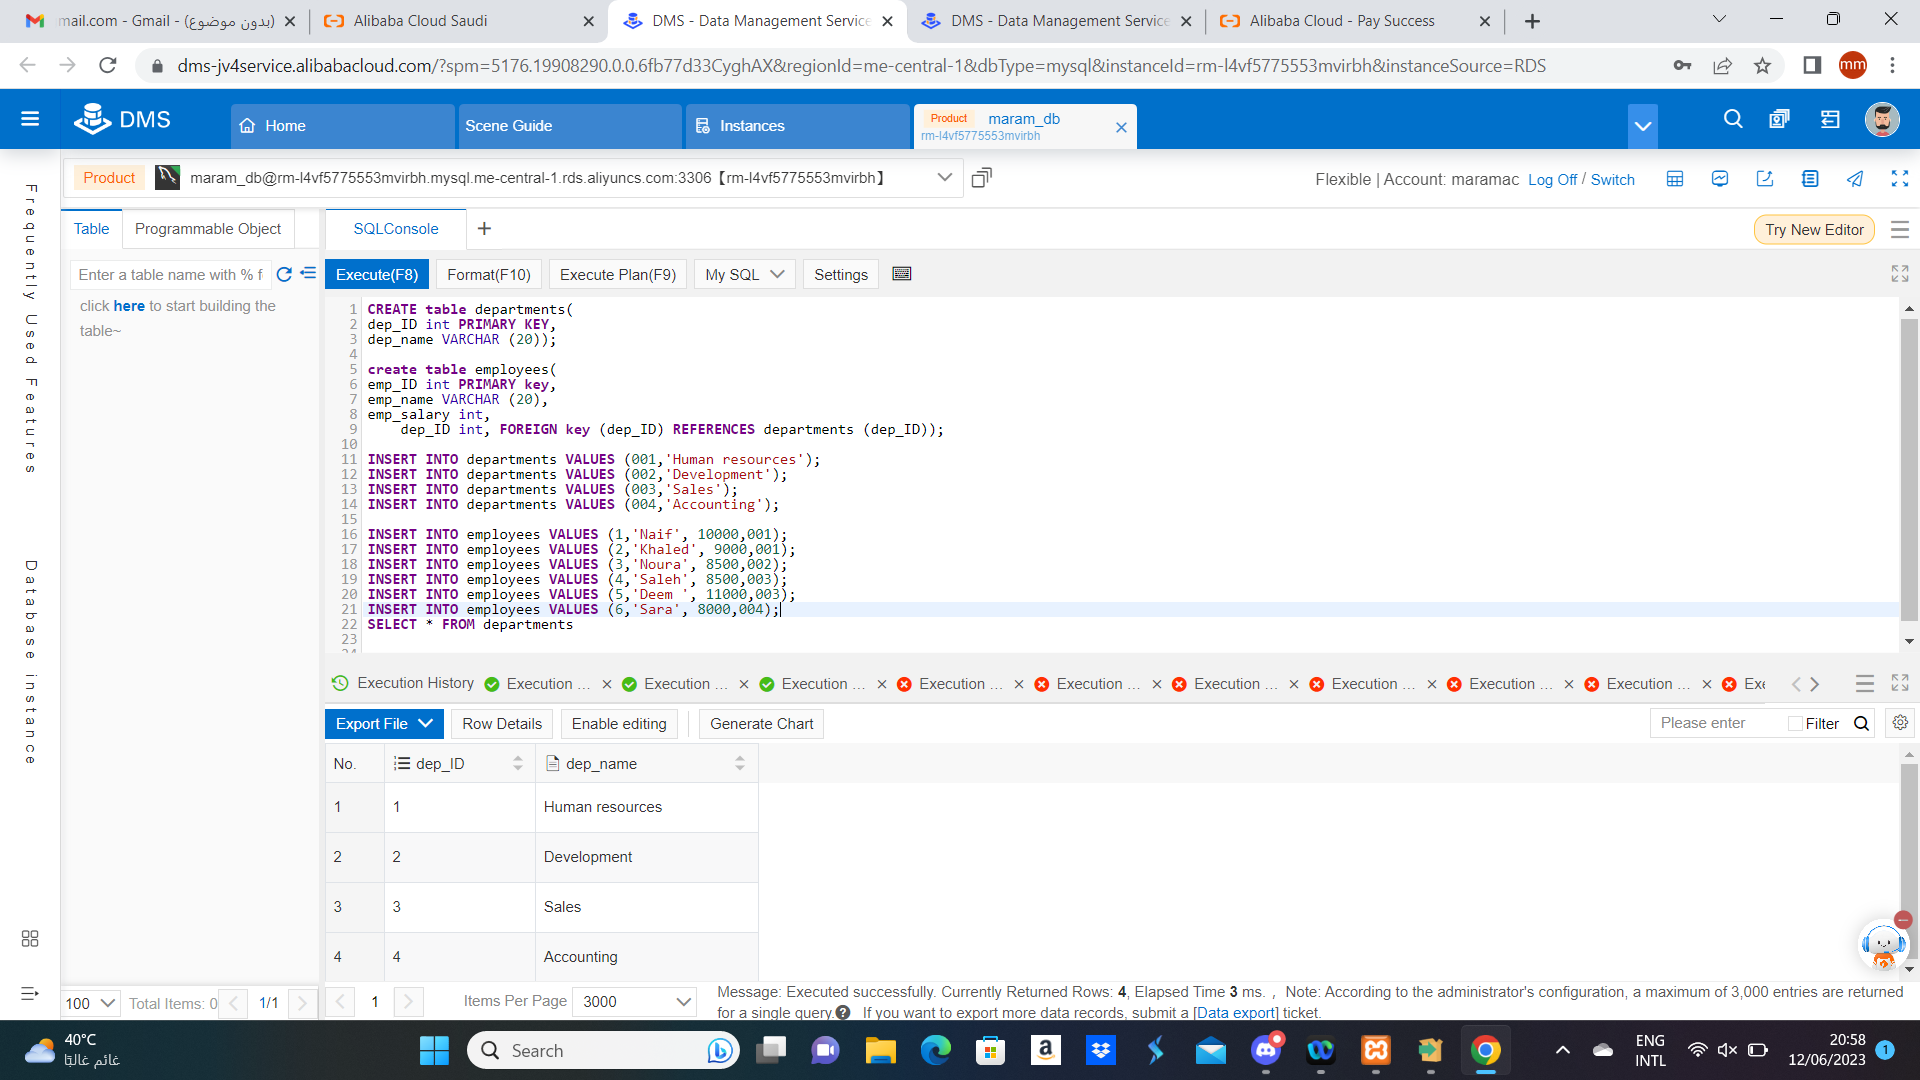 mail.com - Gmail - (بدون موضوع)
Alibaba Cloud Saudi
DMS - Data Management Service
DMS - Data Management Service
Alibaba Cloud - Pay Success
dms-jv4service.alibabacloud.com/?spm=5176.19908290.0.0.6fb77d33CyghAX&regionId=me-central-1&dbType=mysql&instanceId=rm-l4vf5775553mvirbh&instanceSource=RDS
mm
DMS
Home
Scene Guide
Instances
Product maram_db
rm-l4vf5775553mvirbh
Product maram_db@rm-l4vf5775553mvirbh.mysql.me-central-1.rds.aliyuncs.com:3306【rm-l4vf5775553mvirbh】
Flexible | Account: maramac Log Off / Switch
Frequently Used Features
Database instance
Table
Programmable Object
SQLConsole
Try New Editor
Enter a table name with % f
click here to start building the
table~
Execute(F8)
Format(F10)
Execute Plan(F9)
My SQL
Settings
1 CREATE table departments(
2 dep_ID int PRIMARY KEY,
3 dep_name VARCHAR (20));
4
5 create table employees(
6 emp_ID int PRIMARY key,
7 emp_name VARCHAR (20),
8 emp_salary int,
9 dep_ID int, FOREIGN key (dep_ID) REFERENCES departments (dep_ID));
10
11 INSERT INTO departments VALUES (001,'Human resources');
12 INSERT INTO departments VALUES (002,'Development');
13 INSERT INTO departments VALUES (003,'Sales');
14 INSERT INTO departments VALUES (004,'Accounting');
15
16 INSERT INTO employees VALUES (1,'Naif', 10000,001);
17 INSERT INTO employees VALUES (2,'Khaled', 9000,001);
18 INSERT INTO employees VALUES (3,'Noura', 8500,002);
19 INSERT INTO employees VALUES (4,'Saleh', 8500,003);
20 INSERT INTO employees VALUES (5,'Deem ', 11000,003);
21 INSERT INTO employees VALUES (6,'Sara', 8000,004);
22 SELECT * FROM departments
23
24
Execution History
Execution ...
Execution ...
Execution ...
Execution ...
Execution ...
Execution ...
Execution ...
Execution ...
Execution ...
Exe
Export File
Row Details
Enable editing
Generate Chart
Please enter
Filter
No. dep_ID dep_name
1 1 Human resources
2 2 Development
3 3 Sales
4 4 Accounting
100
Total Items: 0
1/1
1
Items Per Page 3000
Message: Executed successfully. Currently Returned Rows: 4, Elapsed Time 3 ms. , Note: According to the administrator's configuration, a maximum of 3,000 entries are returned
for a single query. If you want to export more data records, submit a [Data export] ticket.
40°C
غائم غالبًا
Search
ENG
INTL
20:58
12/06/2023
1